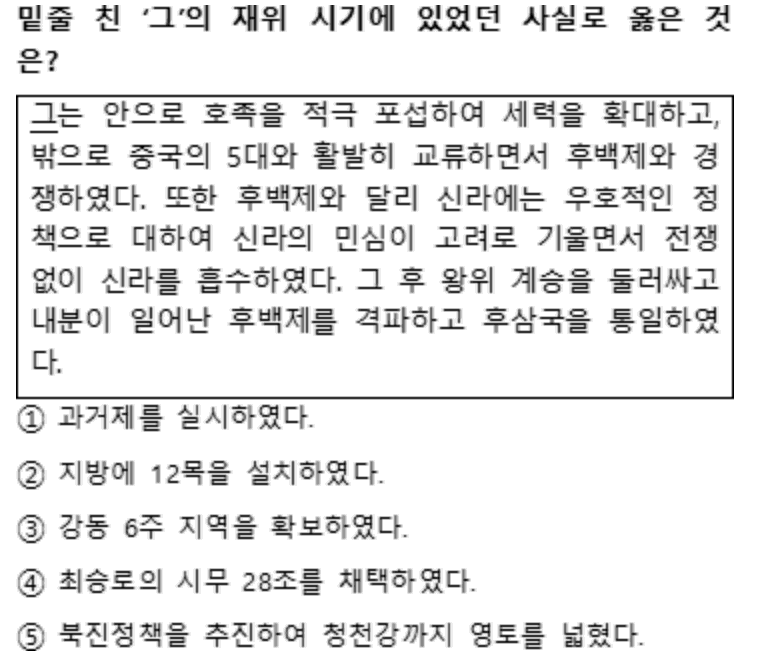 밑줄 친 ‘그’의 재위 시기에 있었던 사실로 옳은 것
은?
그는 안으로 호족을 적극 포섭하여 세력을 확대하고,
밖으로 중국의 5대와 활발히 교류하면서 후백제와 경
쟁하였다. 또한 후백제와 달리 신라에는 우호적인 정
책으로 대하여 신라의 민심이 고려로 기울면서 전쟁
없이 신라를 흡수하였다. 그 후 왕위 계승을 둘러싸고
내분이 일어난 후백제를 격파하고 후삼국을 통일하였
다.
① 과거제를 실시하였다.
② 지방에 12목을 설치하였다.
③ 강동 6주 지역을 확보하였다.
④ 최승로의 시무 28조를 채택하였다.
⑤ 북진정책을 추진하여 청천강까지 영토를 넓혔다.